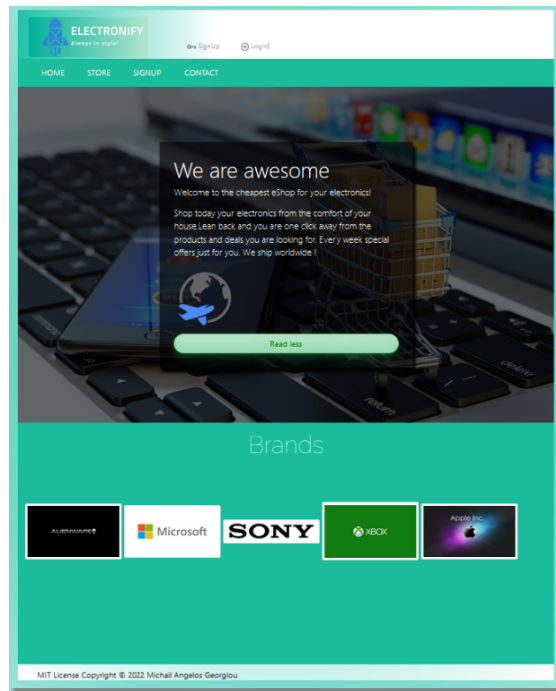 ELECTRONIFY
Always in style!
SignUp Login
HOME STORE SIGNUP CONTACT
We are awesome
Welcome to the cheapest eShop for your electronics!
Shop today your electronics from the comfort of your
house.Lean back and you are one click away from the
products and deals you are looking for. Every week special
offers just for you. We ship worldwide !
Read less
delete
return
Brands
ALIENWARE
Microsoft
SONY
XBOX
Apple Inc.
MIT License Copyright © 2022 Michail Angelos Georgiou